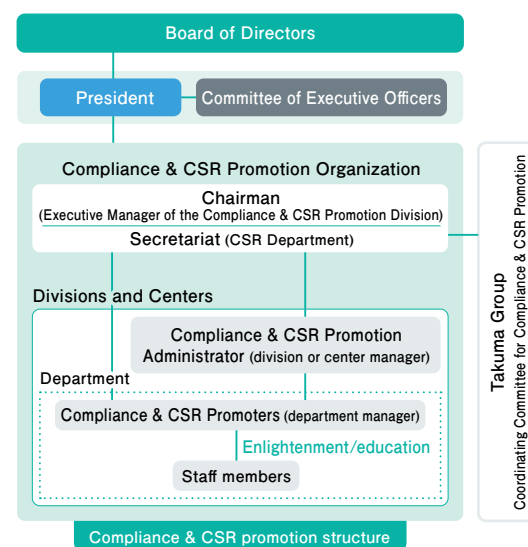 Board of Directors
President
Committee of Executive Officers
Compliance & CSR Promotion Organization
Chairman
(Executive Manager of the Compliance & CSR Promotion Division)
Secretariat (CSR Department)
Divisions and Centers
Compliance & CSR Promotion
Administrator (division or center manager)
Department
Compliance & CSR Promoters (department manager)
Enlightenment/education
Staff members
Takuma Group
Coordinating Committee for Compliance & CSR Promotion
Compliance & CSR promotion structure